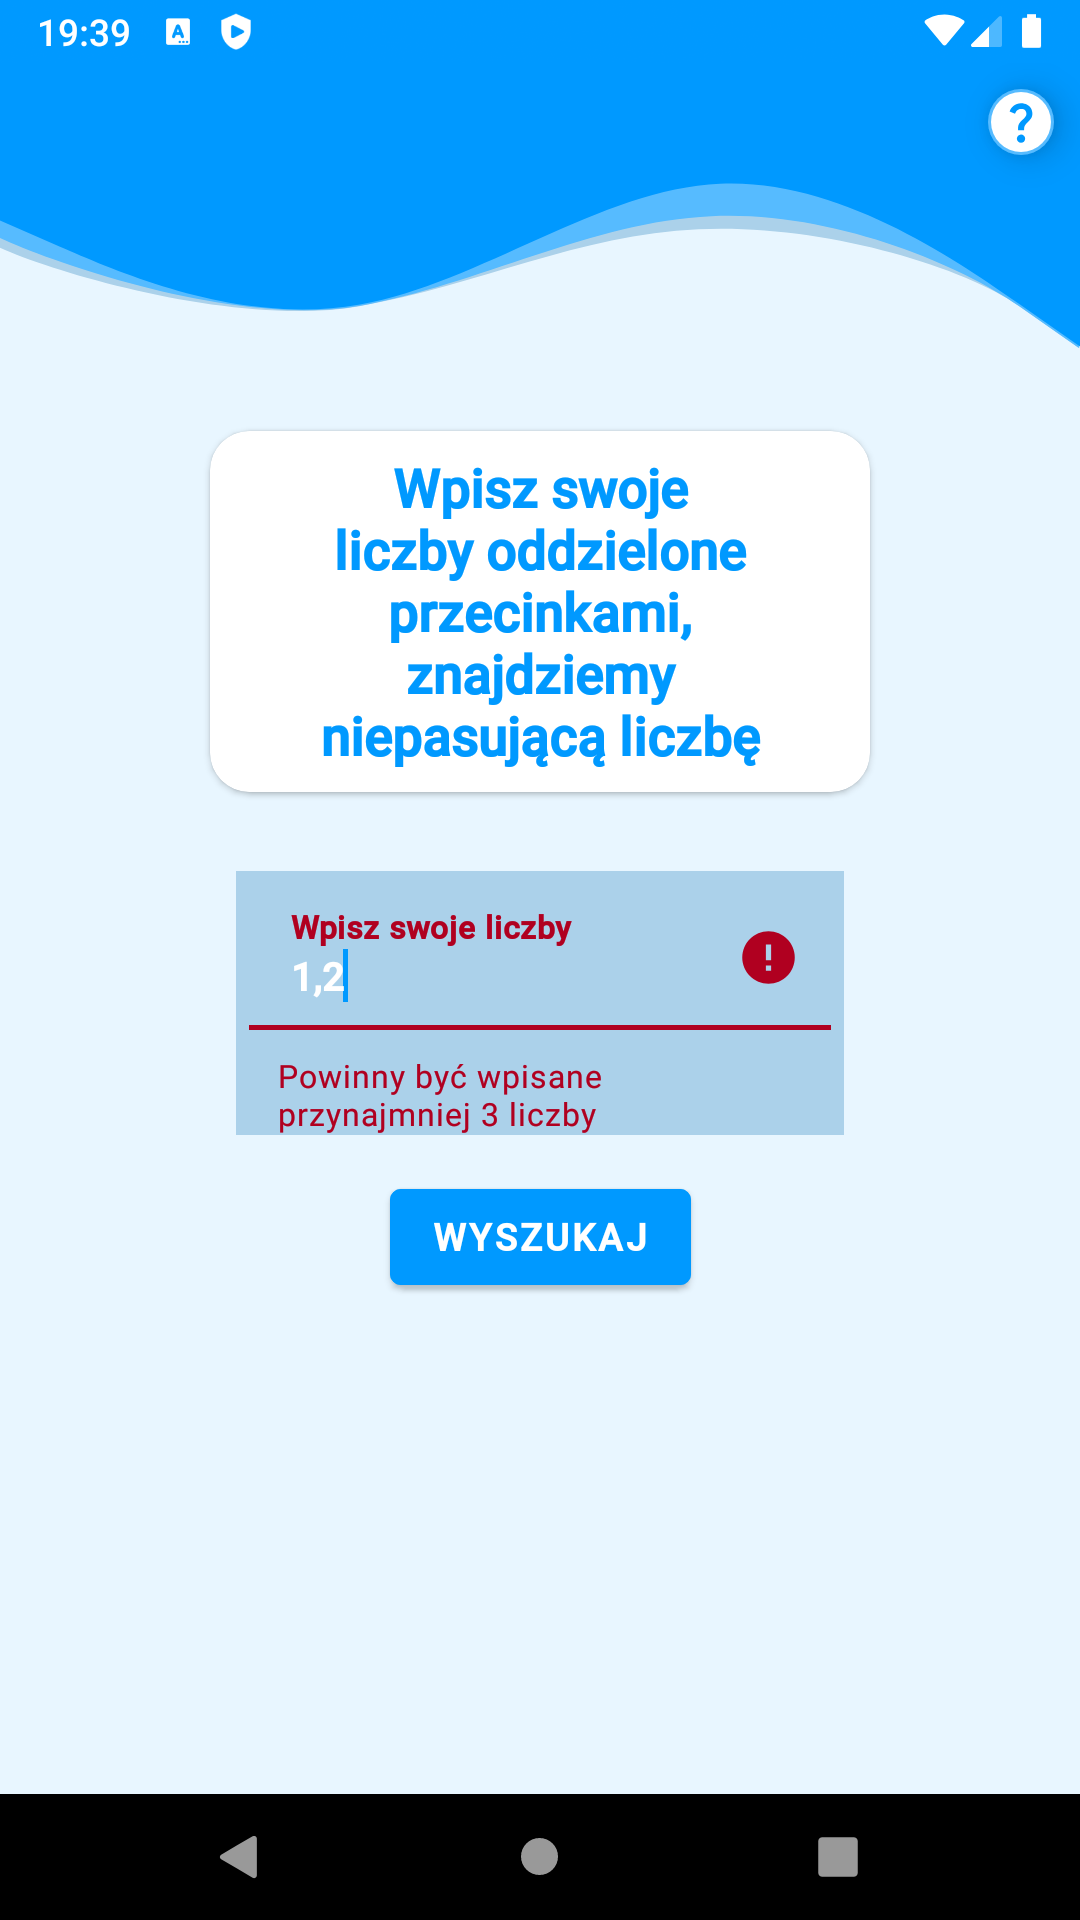 19:39
?
Wpisz swoje
liczby oddzielone
przecinkami,
znajdziemy
niepasującą liczbę
Wpisz swoje liczby
1,2
Powinny być wpisane
przynajmniej 3 liczby
WYSZUKAJ